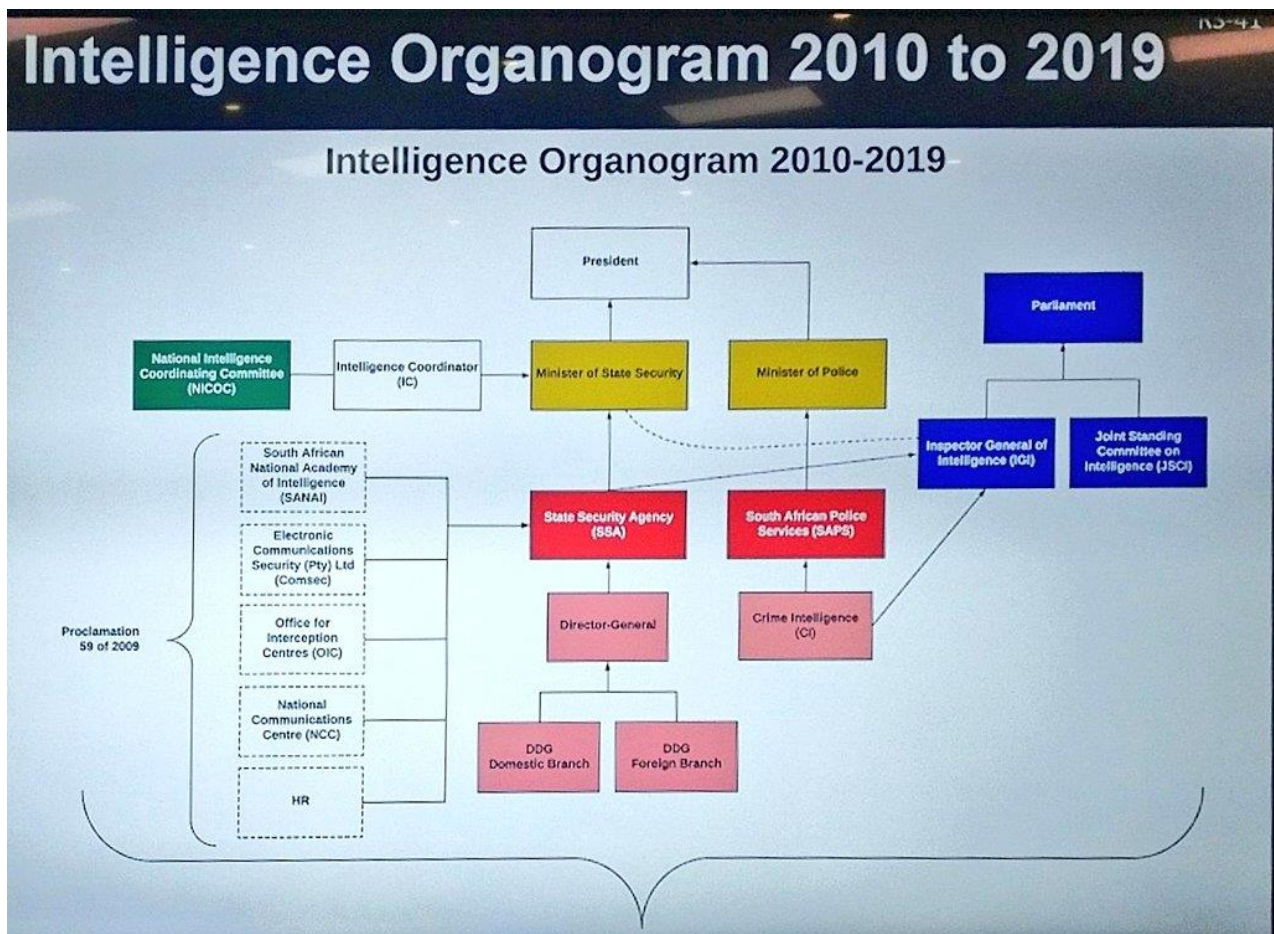 Intelligence Organogram 2010 to 2019
Intelligence Organogram 2010-2019
President
Parliament
National Intelligence
Coordinating Committee
(NICOC)
Intelligence Coordinator
(IC)
Minister of State Security
Minister of Police
Inspector General of
Intelligence (IGI)
Joint Standing
Committee on
Intelligence (JSCI)
South African
National Academy
of Intelligence
(SANAI)
State Security Agency
(SSA)
South African Police
Services (SAPS)
Electronic
Communications
Security (Pty) Ltd
(Comsec)
Director-General
Crime Intelligence
(CI)
Proclamation
59 of 2009
Office for
Interception
Centres (OIC)
National
Communications
Centre (NCC)
DDG
Domestic Branch
DDG
Foreign Branch
HR